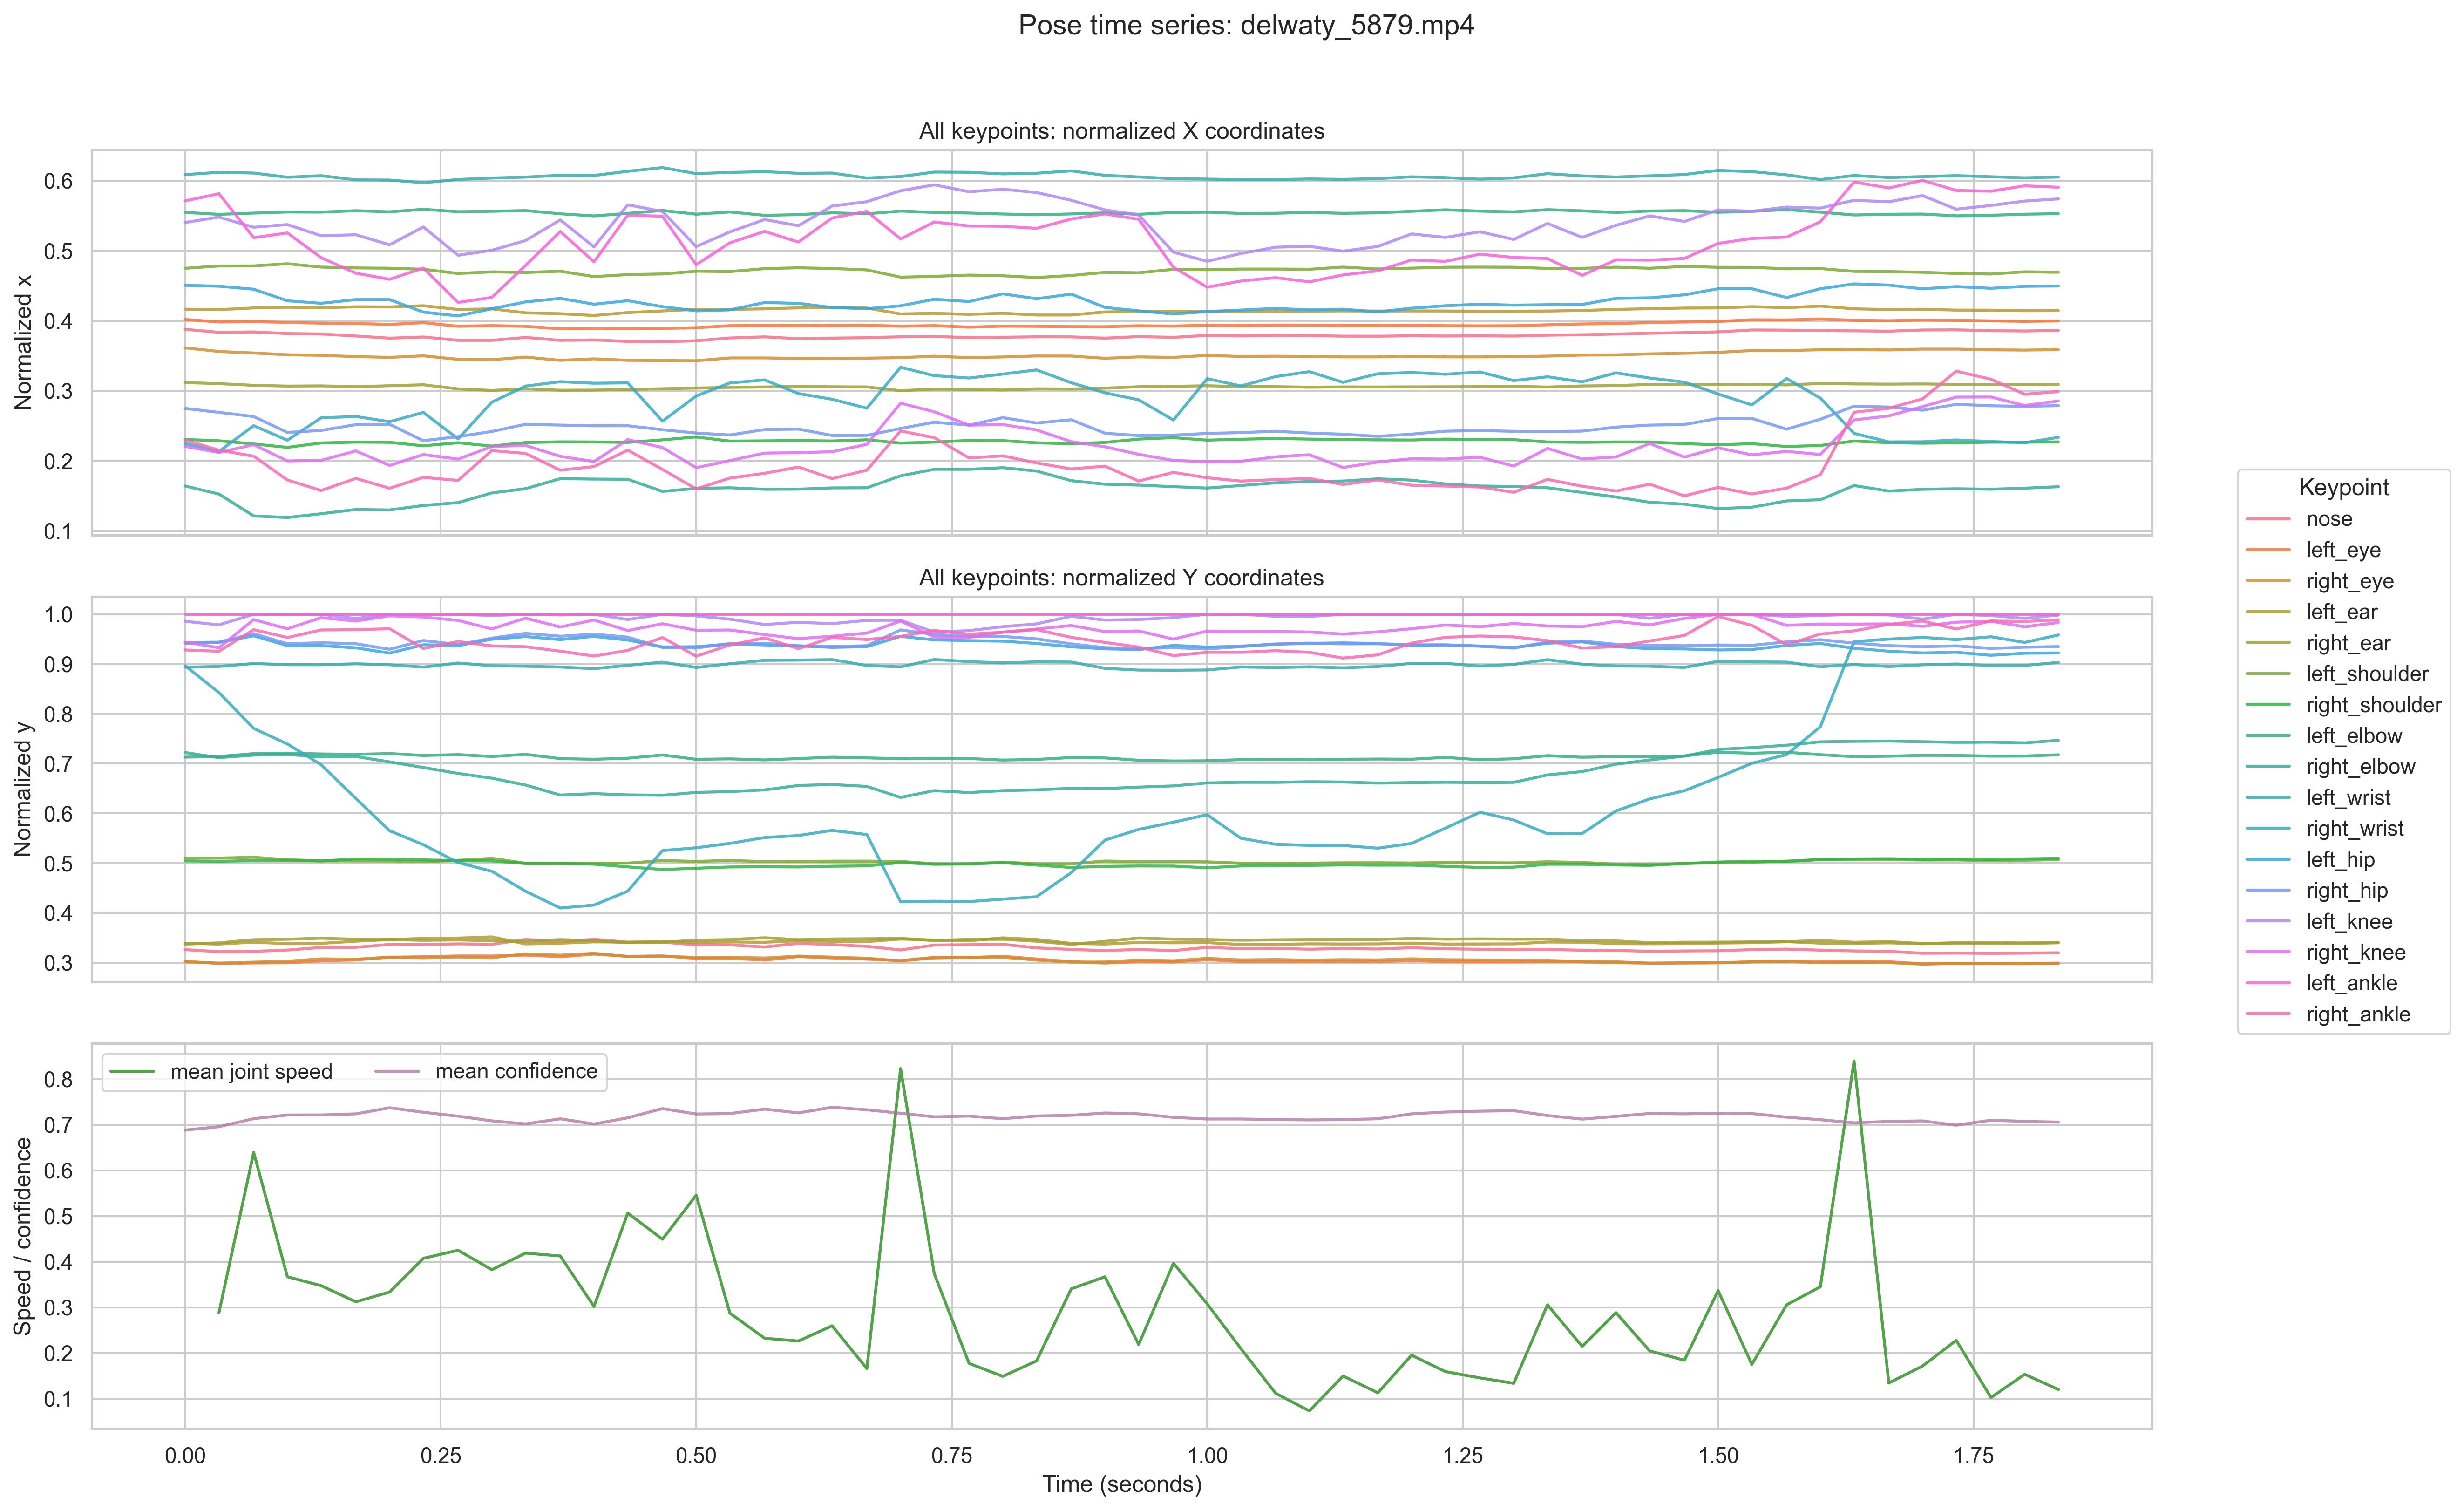 Pose time series: delwaty_5879.mp4
All keypoints: normalized X coordinates
Normalized x
0.6
0.5
0.4
0.3
0.2
0.1
All keypoints: normalized Y coordinates
Normalized y
1.0
0.9
0.8
0.7
0.6
0.5
0.4
0.3
Keypoint
nose
left_eye
right_eye
left_ear
right_ear
left_shoulder
right_shoulder
left_elbow
right_elbow
left_wrist
right_wrist
left_hip
right_hip
left_knee
right_knee
left_ankle
right_ankle
mean joint speed mean confidence
Speed / confidence
0.8
0.7
0.6
0.5
0.4
0.3
0.2
0.1
0.00 0.25 0.50 0.75 1.00 1.25 1.50 1.75
Time (seconds)